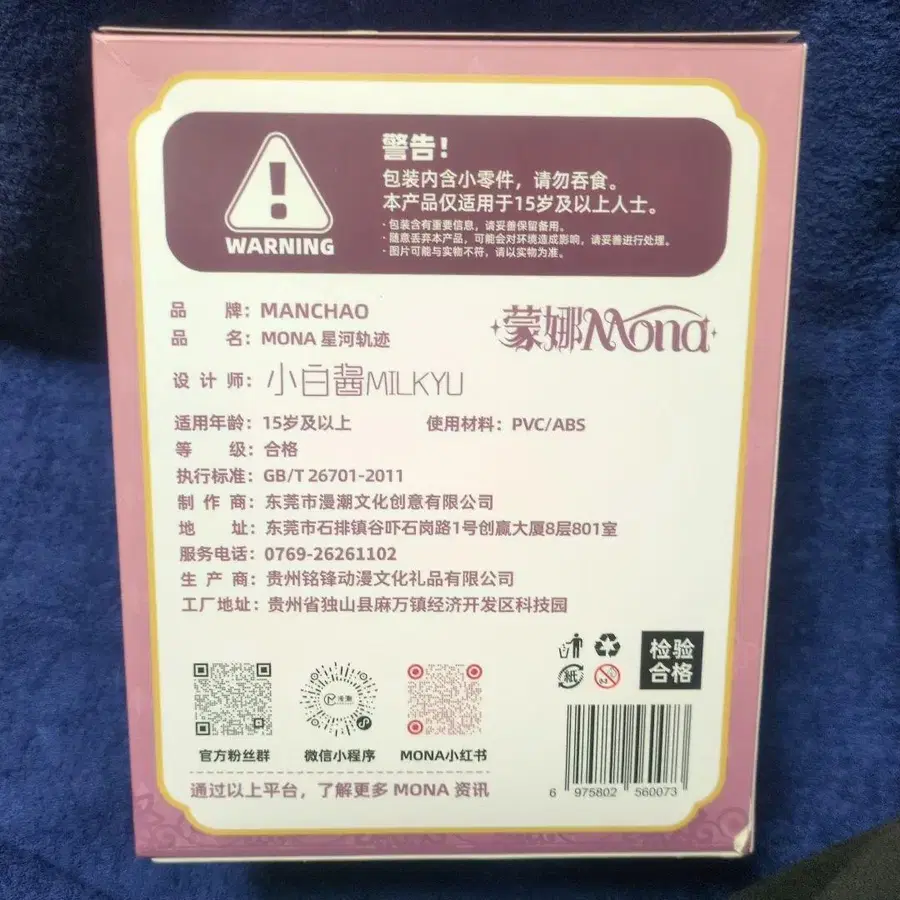 警告！
包装内含小零件，请勿吞食。
本产品仅适用于15岁及以上人士。
· 包装含有重要信息，请妥善保留备用。
· 随意丢弃本产品，可能会对环境造成影响，请妥善进行处理。
· 图片可能与实物不符，请以实物为准。
WARNING
品 牌：MANCHAO
品 名：MONA 星河轨迹
蒙娜Mona
设 计 师：小白酱MILKYU
适用年龄：15岁及以上 使用材料：PVC/ABS
等 级：合格
执行标准：GB/T 26701-2011
制 作 商：东莞市漫潮文化创意有限公司
地 址：东莞市石排镇谷吓石岗路1号创赢大厦8层801室
服务电话：0769-26261102
生 产 商：贵州铭锋动漫文化礼品有限公司
工厂地址：贵州省独山县麻万镇经济开发区科技园
紙
0-3
检验
合格
漫潮
官方粉丝群
微信小程序
MONA小红书
通过以上平台，了解更多 MONA 资讯
6 975802 560073